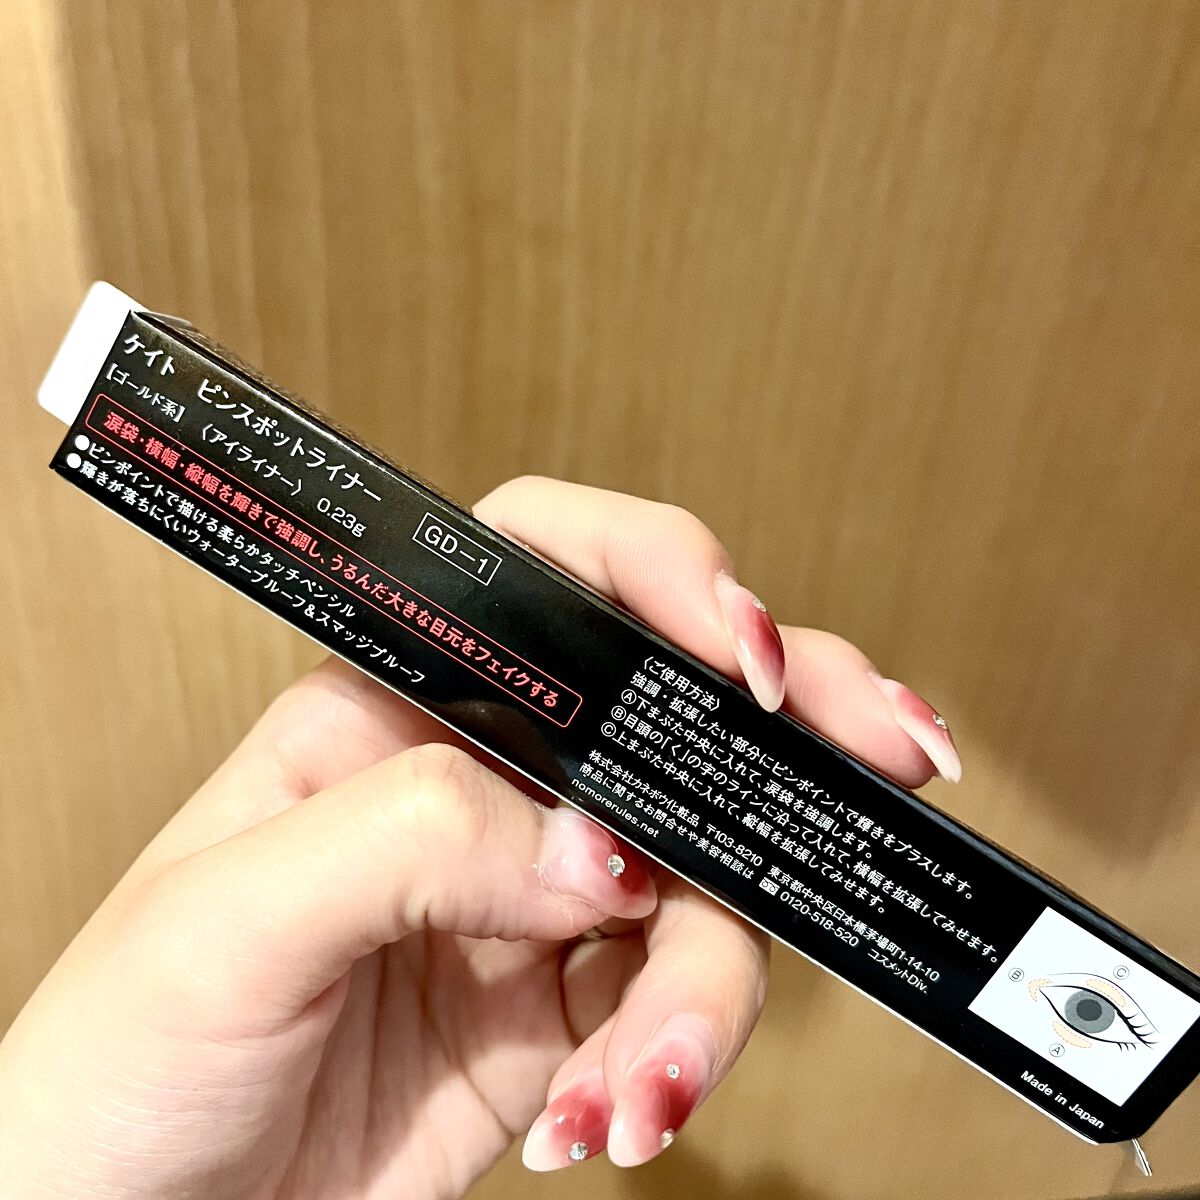 ケイト ピンスポットライナー
【ゴールド系】 〈アイライナー〉 0.23g
GD−1
涙袋・横幅・縦幅を輝きで強調し、うるんだ大きな目元をフェイクする
●ピンポイントで描ける柔らかタッチペンシル
●輝きが落ちにくいウォータープルーフ&スマッジプルーフ
〈ご使用方法〉
強調・拡張したい部分にピンポイントで輝きをプラスします。
Ⓐ下まぶた中央に入れて、涙袋を強調します。
Ⓑ目頭の「く」の字のラインに沿って入れて、横幅を拡張してみせます。
Ⓒ上まぶた中央に入れて、縦幅を拡張してみせます。
株式会社カネボウ化粧品 〒103-8210 東京都中央区日本橋茅場町1-14-10
商品に関するお問合せや美容相談は 0120-518-520 コスメットDiv.
nomorerules.net
Ⓑ
Ⓒ
Ⓐ
Made in Japan